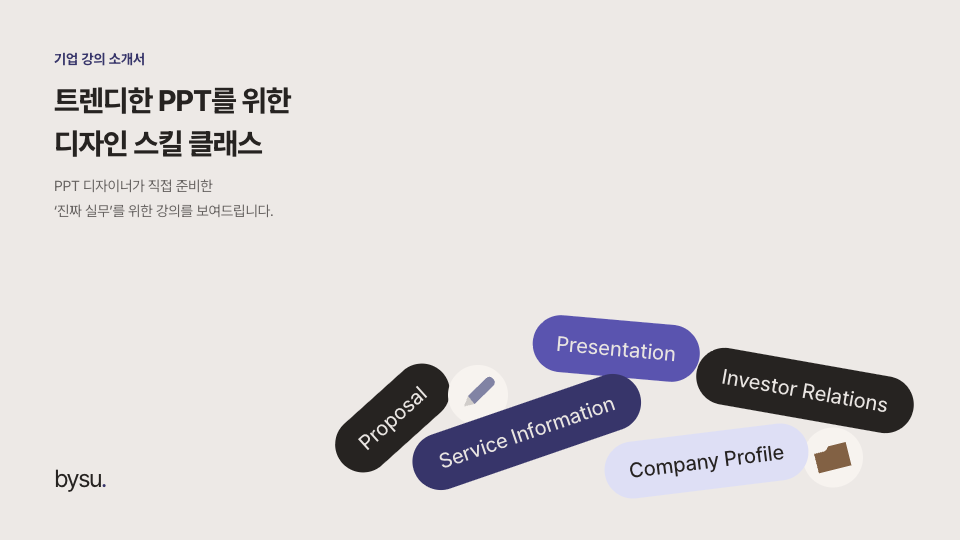 기업 강의 소개서
트렌디한 PPT를 위한
디자인 스킬 클래스
PPT 디자이너가 직접 준비한
‘진짜 실무’를 위한 강의를 보여드립니다.
Presentation
Investor Relations
Proposal
Service Information
Company Profile
bysu.